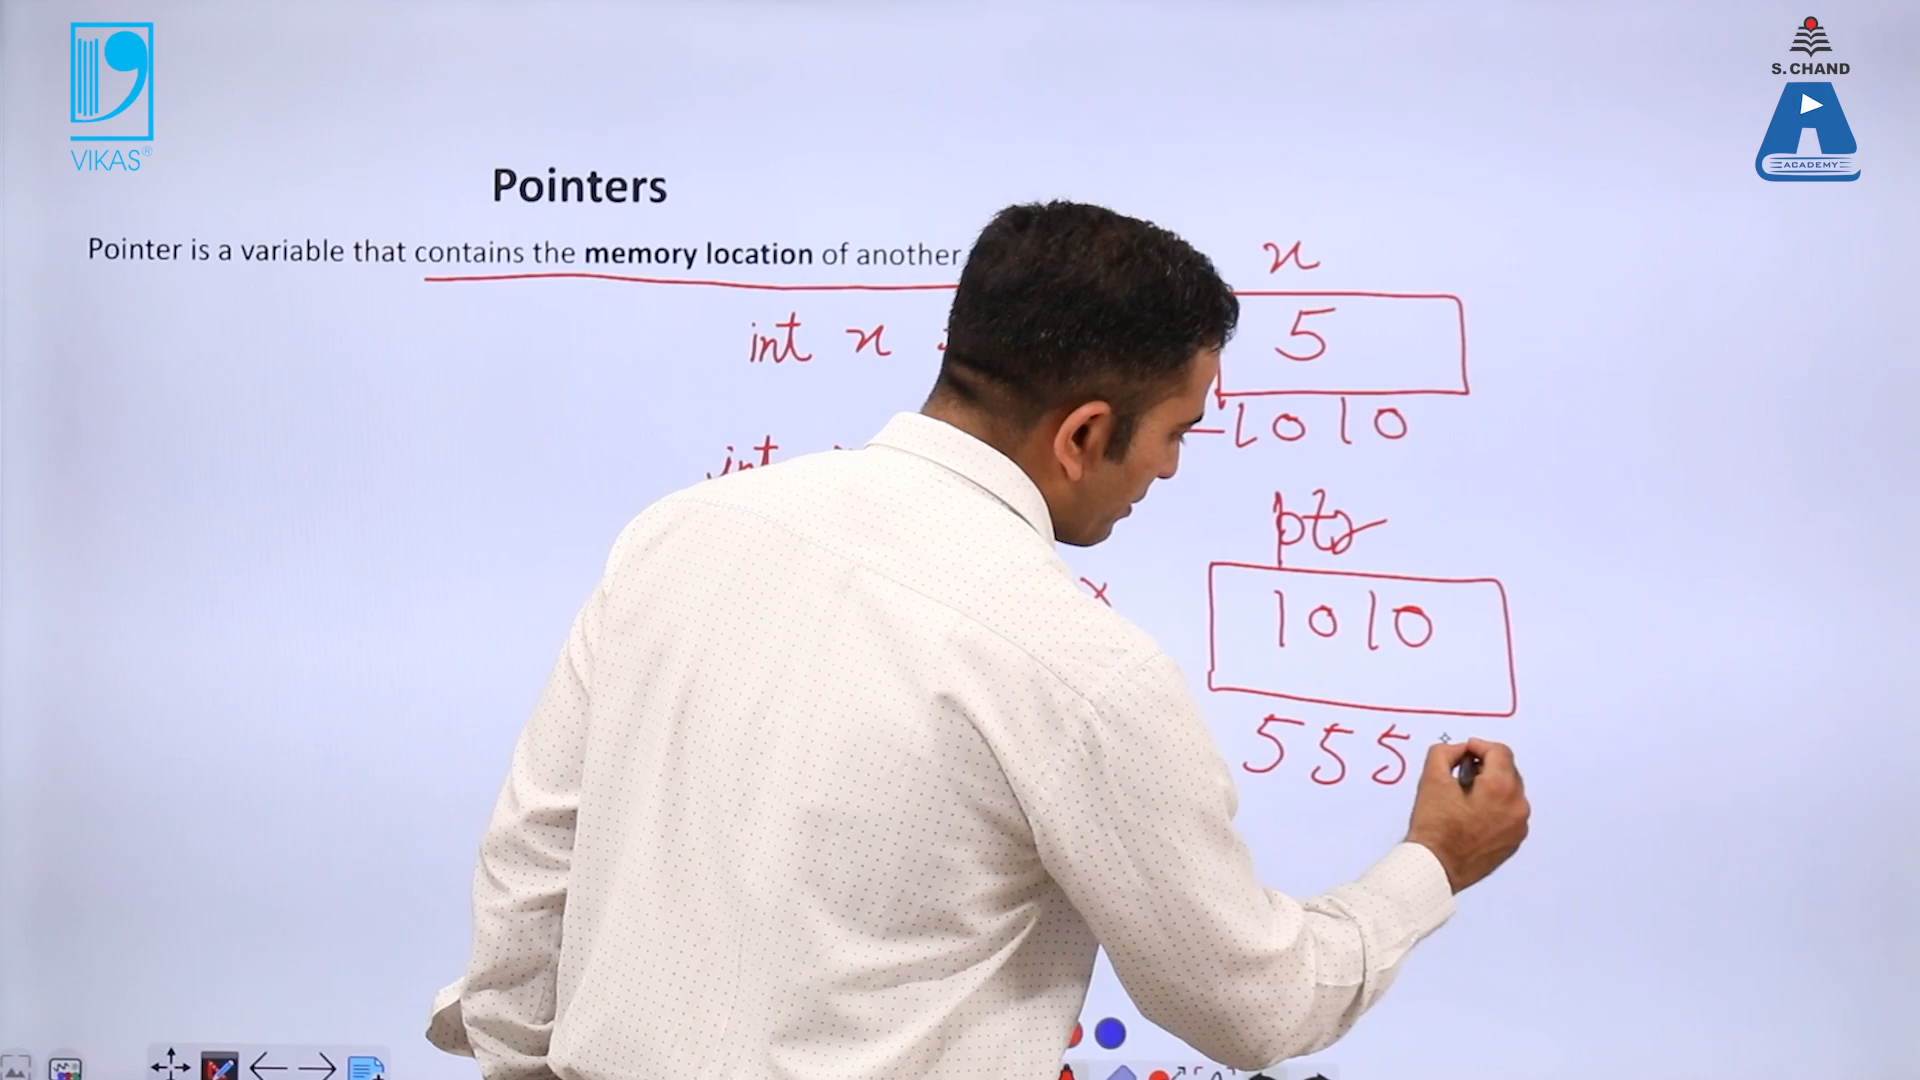 VIKAS®
S. CHAND
ACADEMY
Pointers
Pointer is a variable that contains the memory location of another
x
int x
5
1010
int
ptr
x
1010
555